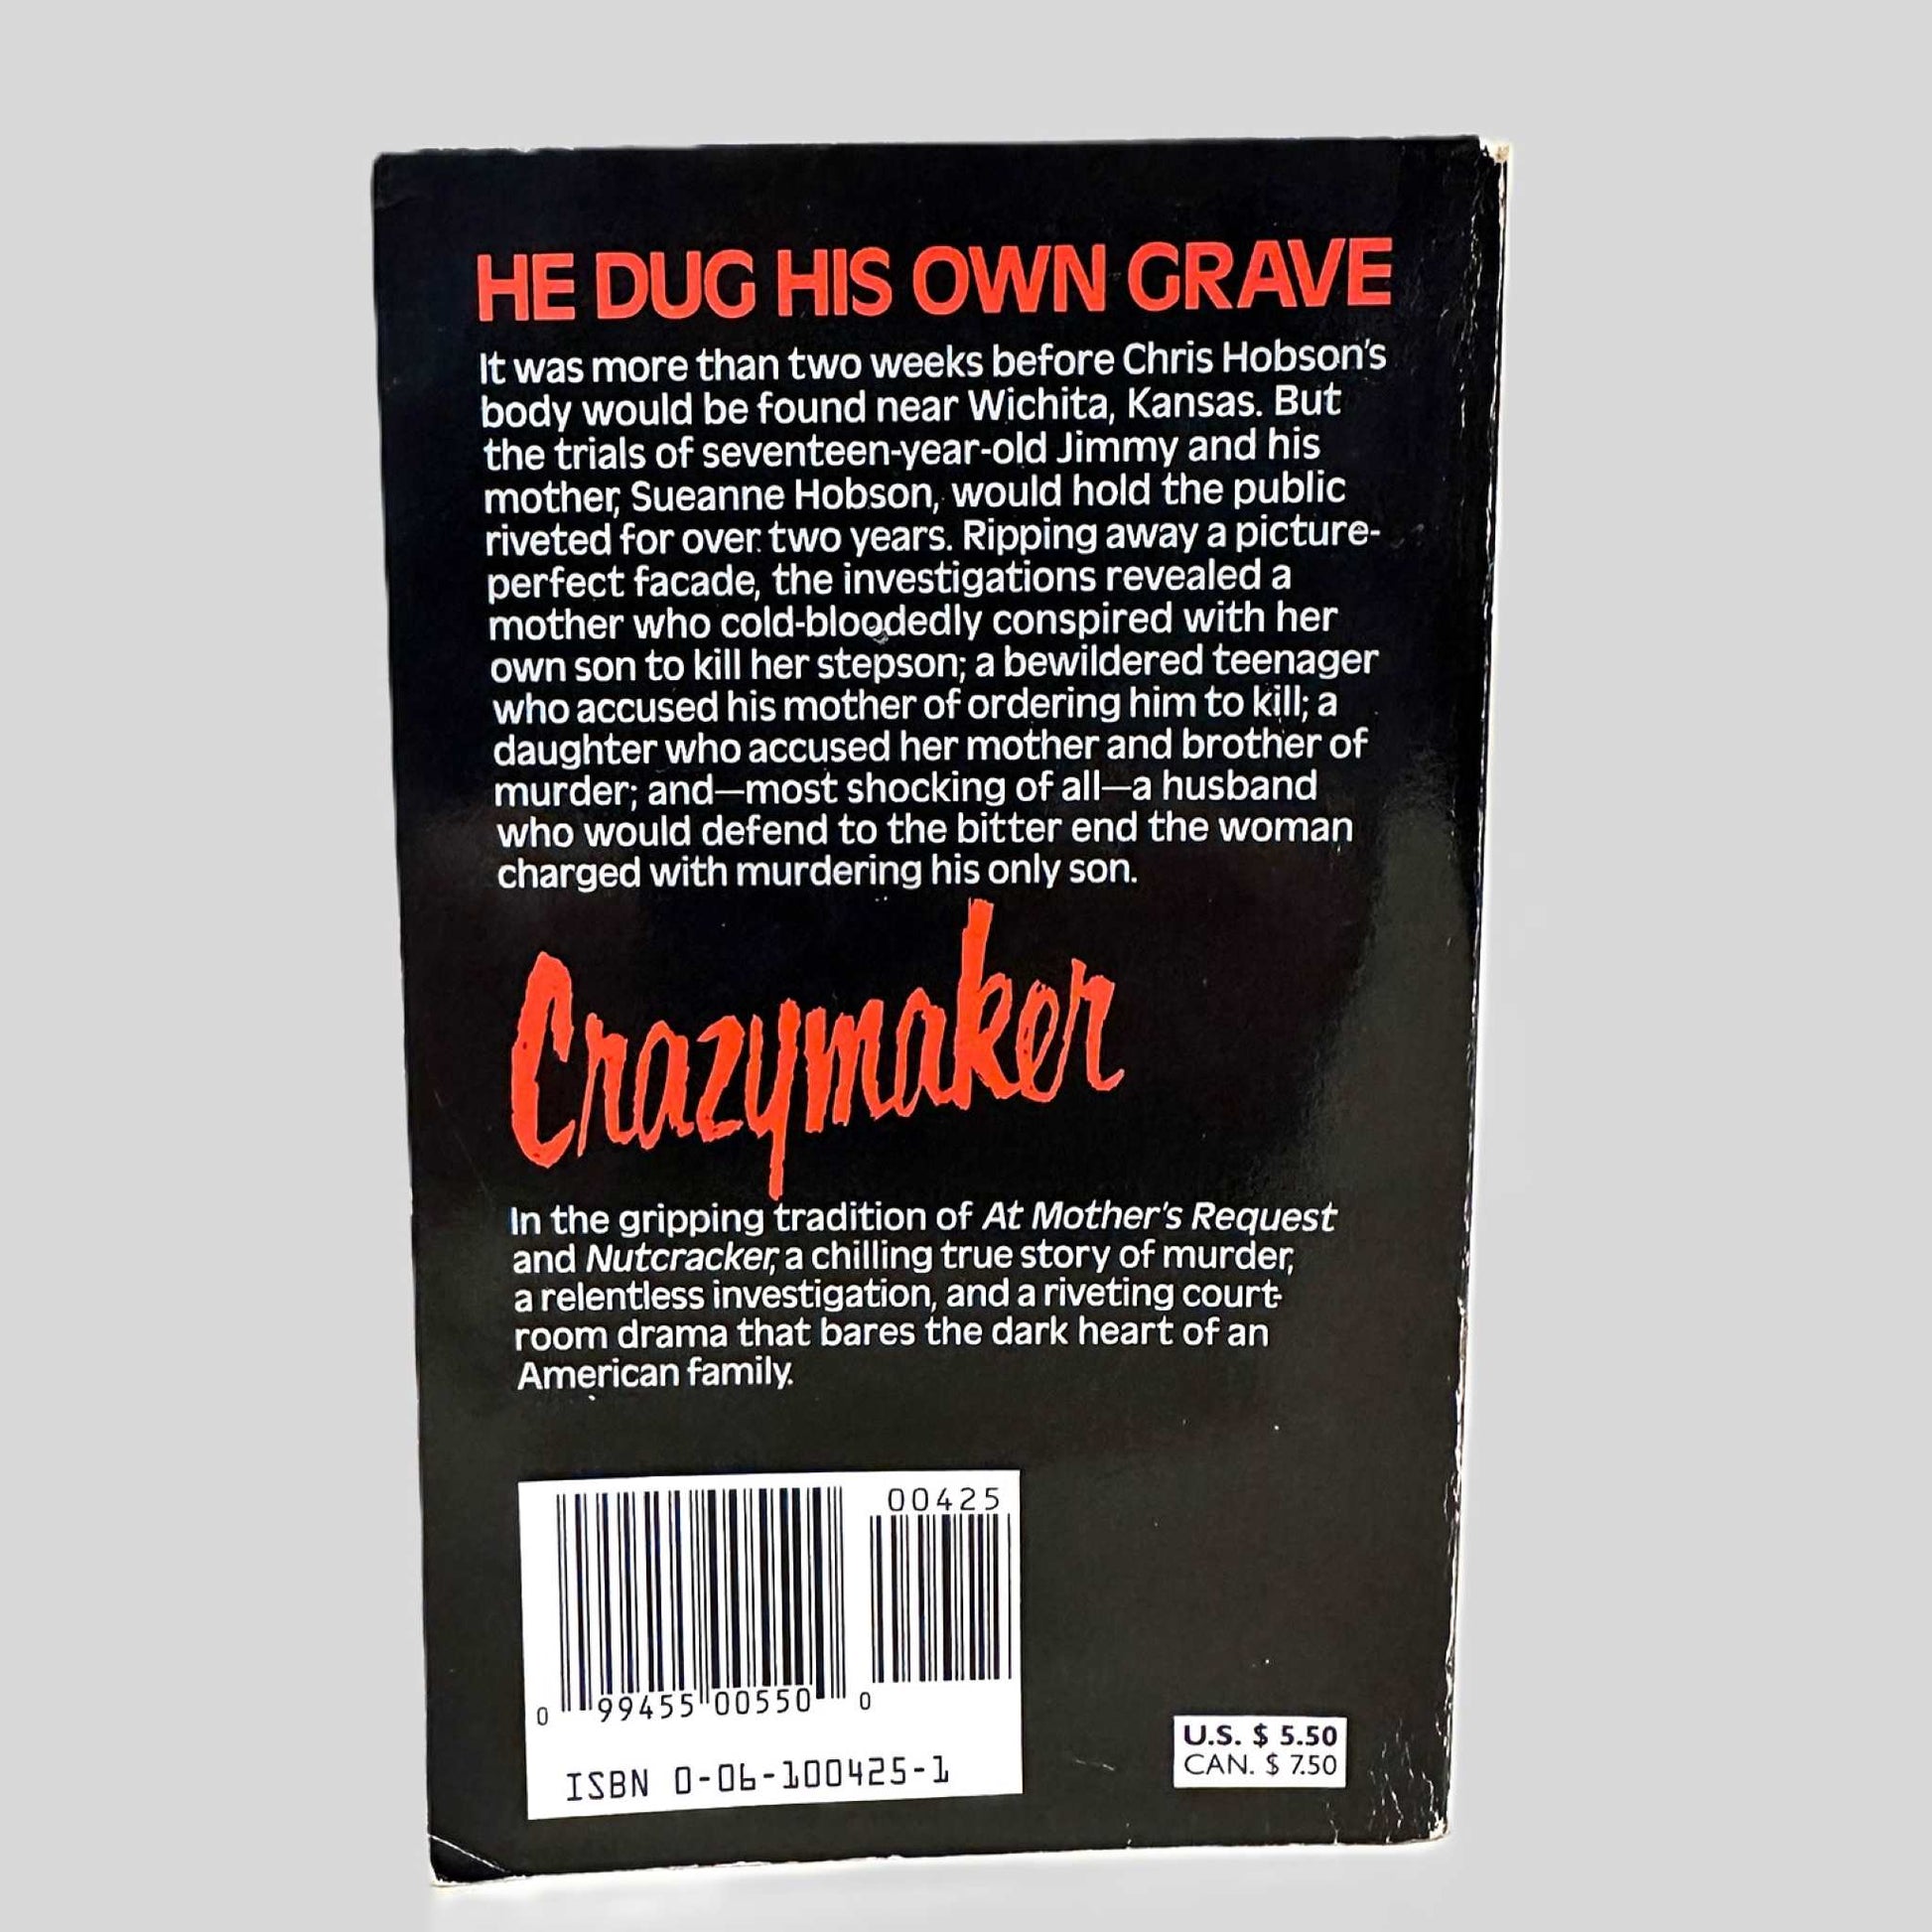 HE DUG HIS OWN GRAVE
It was more than two weeks before Chris Hobson's
body would be found near Wichita, Kansas. But
the trials of seventeen-year-old Jimmy and his
mother, Sueanne Hobson, would hold the public
riveted for over two years. Ripping away a picture-
perfect facade, the investigations revealed a
mother who cold-bloodedly conspired with her
own son to kill her stepson; a bewildered teenager
who accused his mother of ordering him to kill; a
daughter who accused her mother and brother of
murder; and—most shocking of all—a husband
who would defend to the bitter end the woman
charged with murdering his only son.
Crazymaker
In the gripping tradition of At Mother's Request
and Nutcracker, a chilling true story of murder,
a relentless investigation, and a riveting court-
room drama that bares the dark heart of an
American family.
00425
0 99455 00550 0
ISBN 0-06-100425-1
U.S. $ 5.50
CAN. $ 7.50